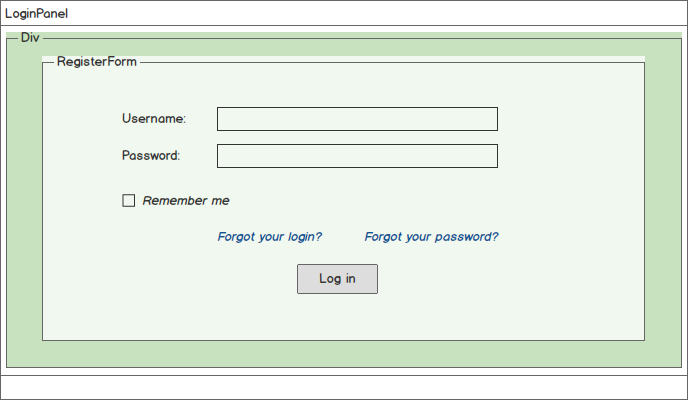 LoginPanel
Div
RegisterForm
Username:
Password:
Remember me
Forgot your login? Forgot your password?
Log in